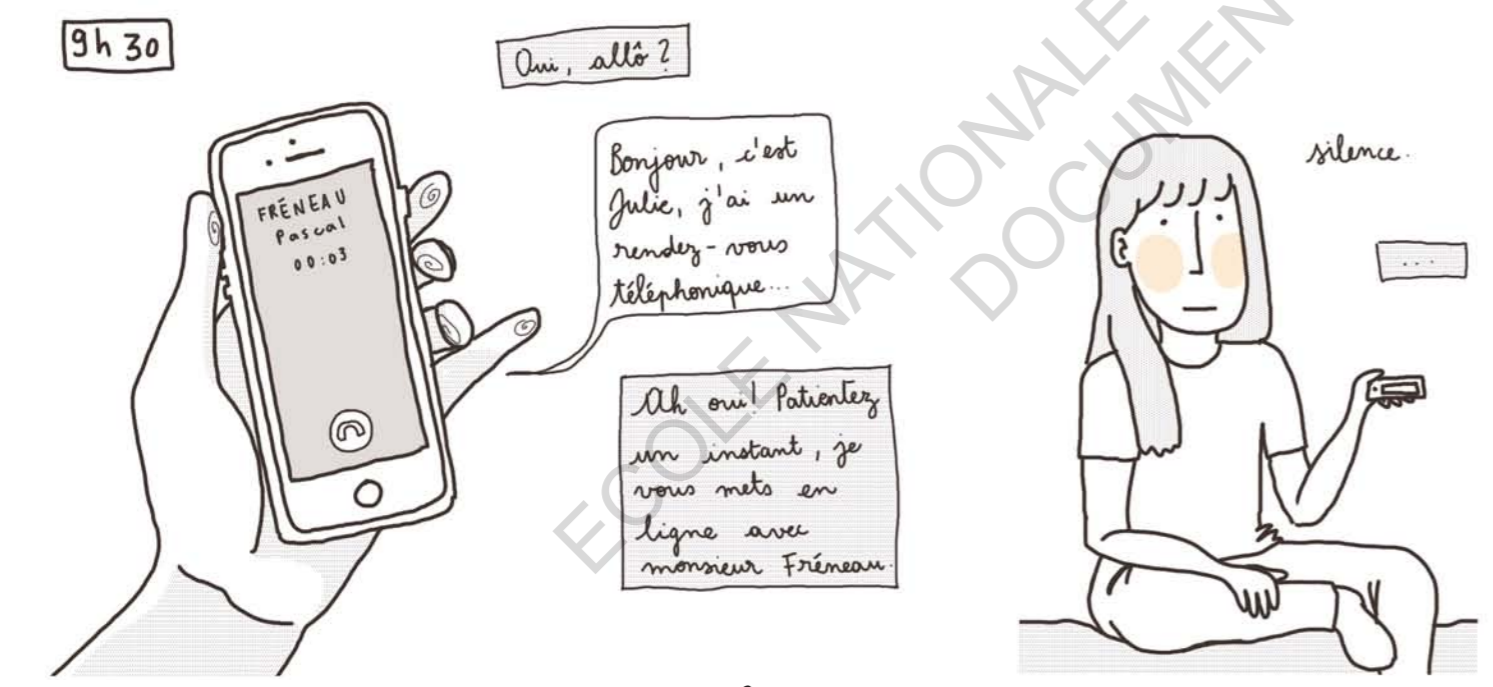 9h30
Oui, allô?
FRÉNEAU
Pascal
00:03
Bonjour, c'est
Julie, j'ai un
rendez-vous
téléphonique...
Ah oui! Patientez
un instant, je
vous mets en
ligne avec
monsieur Fréneau.
silence.
...
ECOLE NATIONALE
DOCUMEN